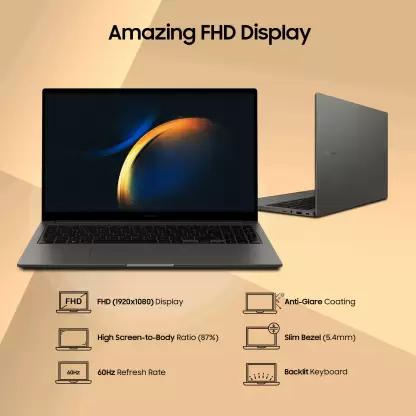 Amazing FHD Display
FHD
FHD (1920x1080) Display
Anti-Glare Coating
High Screen-to-Body Ratio (87%)
Slim Bezel (5.4mm)
60Hz
60Hz Refresh Rate
Backlit Keyboard